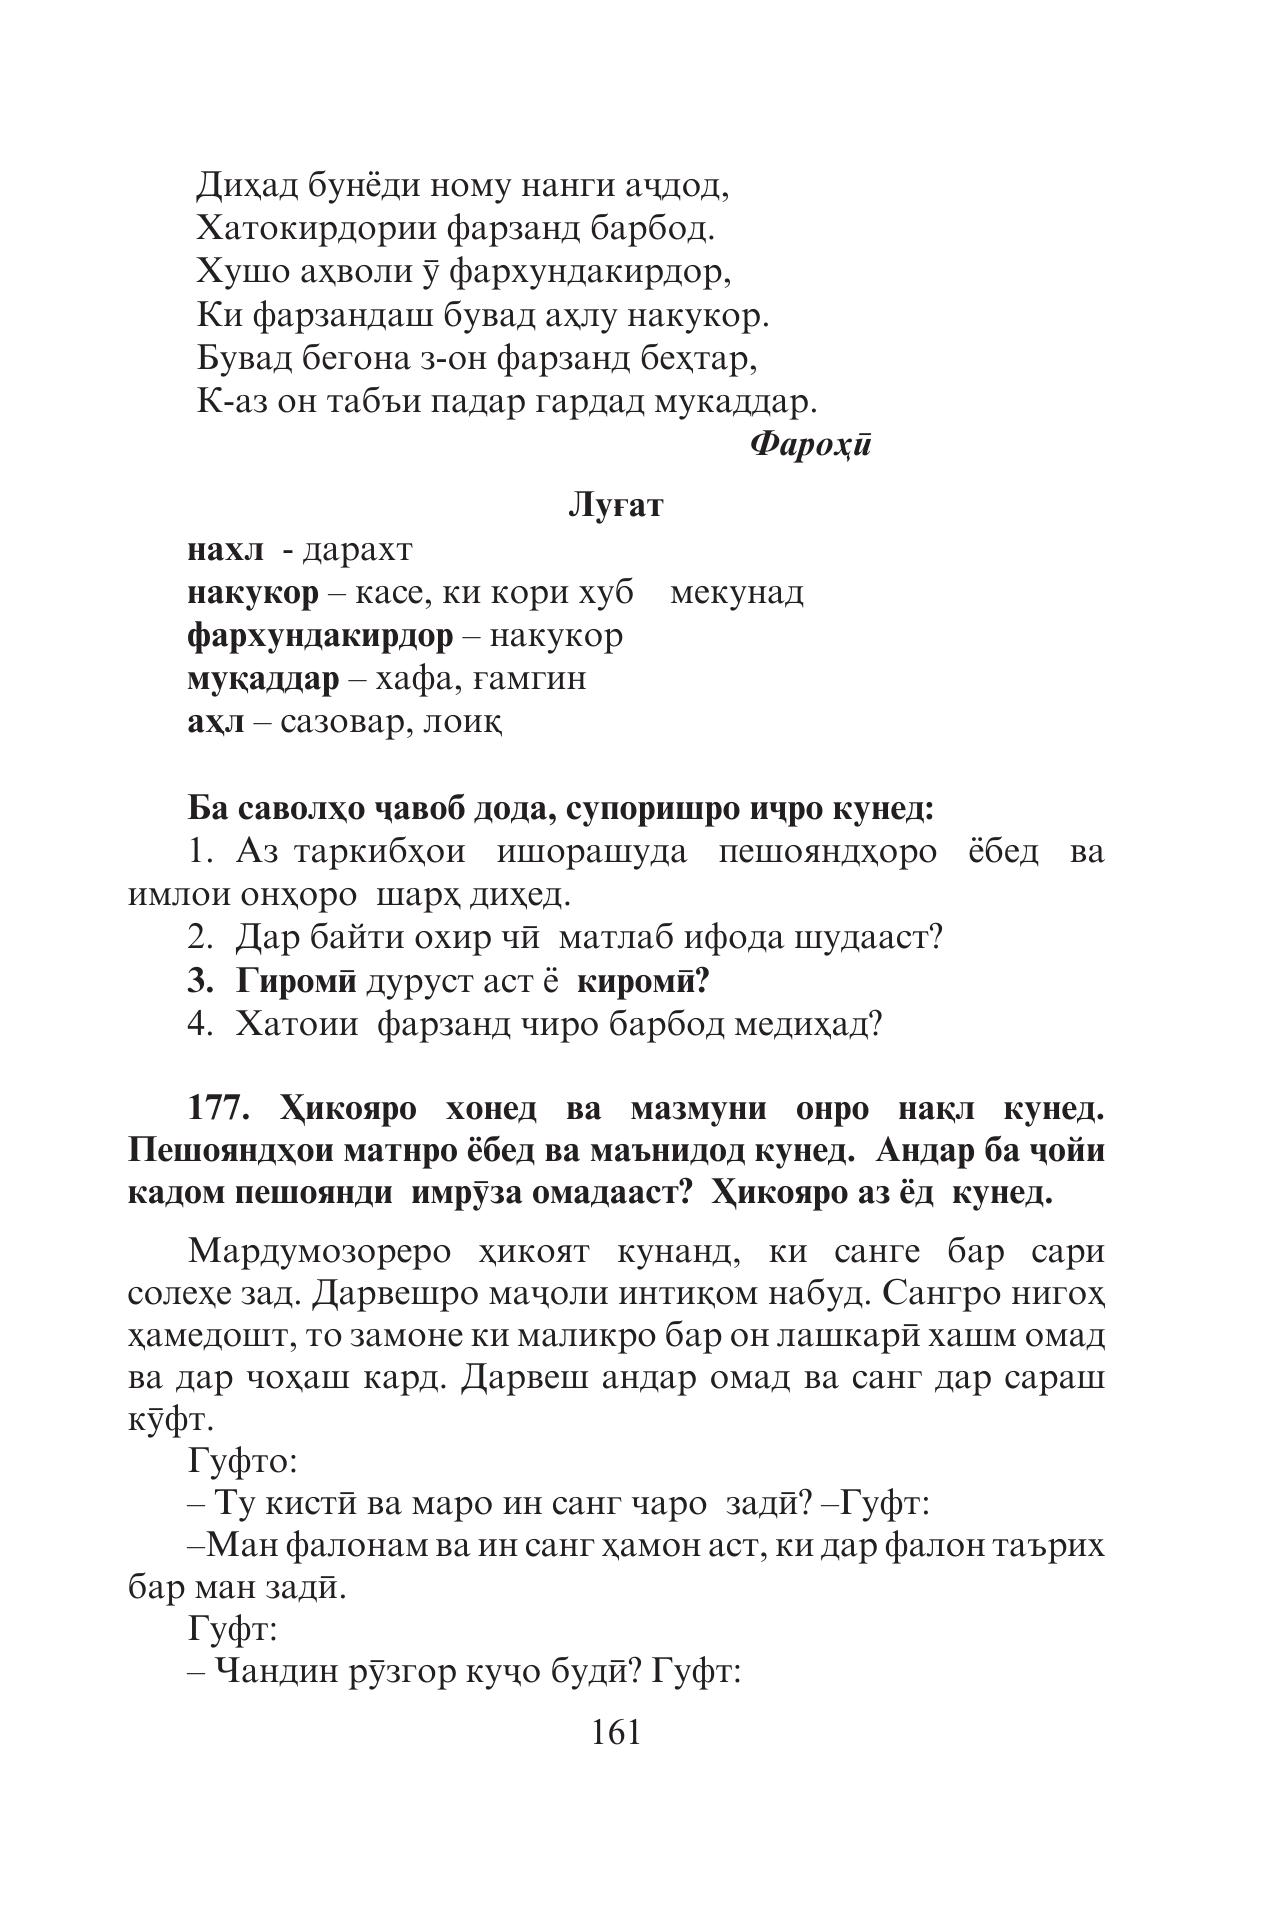 Диҳад бунёди ному нанги аҷдод,
Хатокирдории фарзанд барбод.
Хушо аҳволи ӯ фархундакирдор,
Ки фарзандаш бувад аҳлу накукор.
Бувад бегона з-он фарзанд беҳтар,
К-аз он табъи падар гардад мукаддар.
Фароҳӣ
Луғат
нахл - дарахт
накукор – касе, ки кори хуб мекунад
фархундакирдор – накукор
муқаддар – хафа, ғамгин
аҳл – сазовар, лоиқ
Ба саволҳо ҷавоб дода, супоришро иҷро кунед:
1. Аз таркибҳои ишорашуда пешояндҳоро ёбед ва
имлои онҳоро шарҳ диҳед.
2. Дар байти охир чӣ матлаб ифода шудааст?
3. Гиромӣ дуруст аст ё киромӣ?
4. Хатоии фарзанд чиро барбод медиҳад?
177. Ҳикояро хонед ва мазмуни онро нақл кунед.
Пешояндҳои матнро ёбед ва маънидод кунед. Андар ба ҷойи
кадом пешоянди имрӯза омадааст? Ҳикояро аз ёд кунед.
Мардумозореро ҳикоят кунанд, ки санге бар сари
солеҳе зад. Дарвешро маҷоли интиқом набуд. Сангро нигоҳ
ҳамедошт, то замоне ки маликро бар он лашкарӣ хашм омад
ва дар чоҳаш кард. Дарвеш андар омад ва санг дар сараш
кӯфт.
Гуфто:
– Ту кистӣ ва маро ин санг чаро задӣ? –Гуфт:
–Ман фалонам ва ин санг ҳамон аст, ки дар фалон таърих
бар ман задӣ.
Гуфт:
– Чандин рӯзгор куҷо будӣ? Гуфт:
161